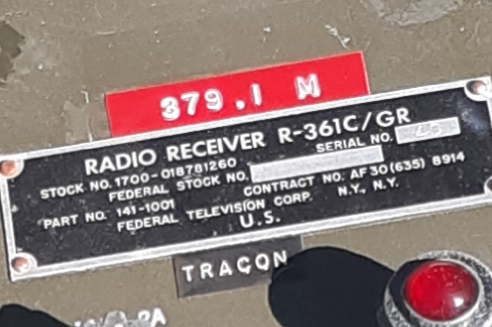 379.1 M
RADIO RECEIVER R-361C/GR
STOCK NO. 1700-018781260 SERIAL NO.
FEDERAL STOCK NO.
PART NO. 141-1001 CONTRACT NO. AF 30(635) 8914
FEDERAL TELEVISION CORP. N.Y., N.Y.
U.S.
TRACON